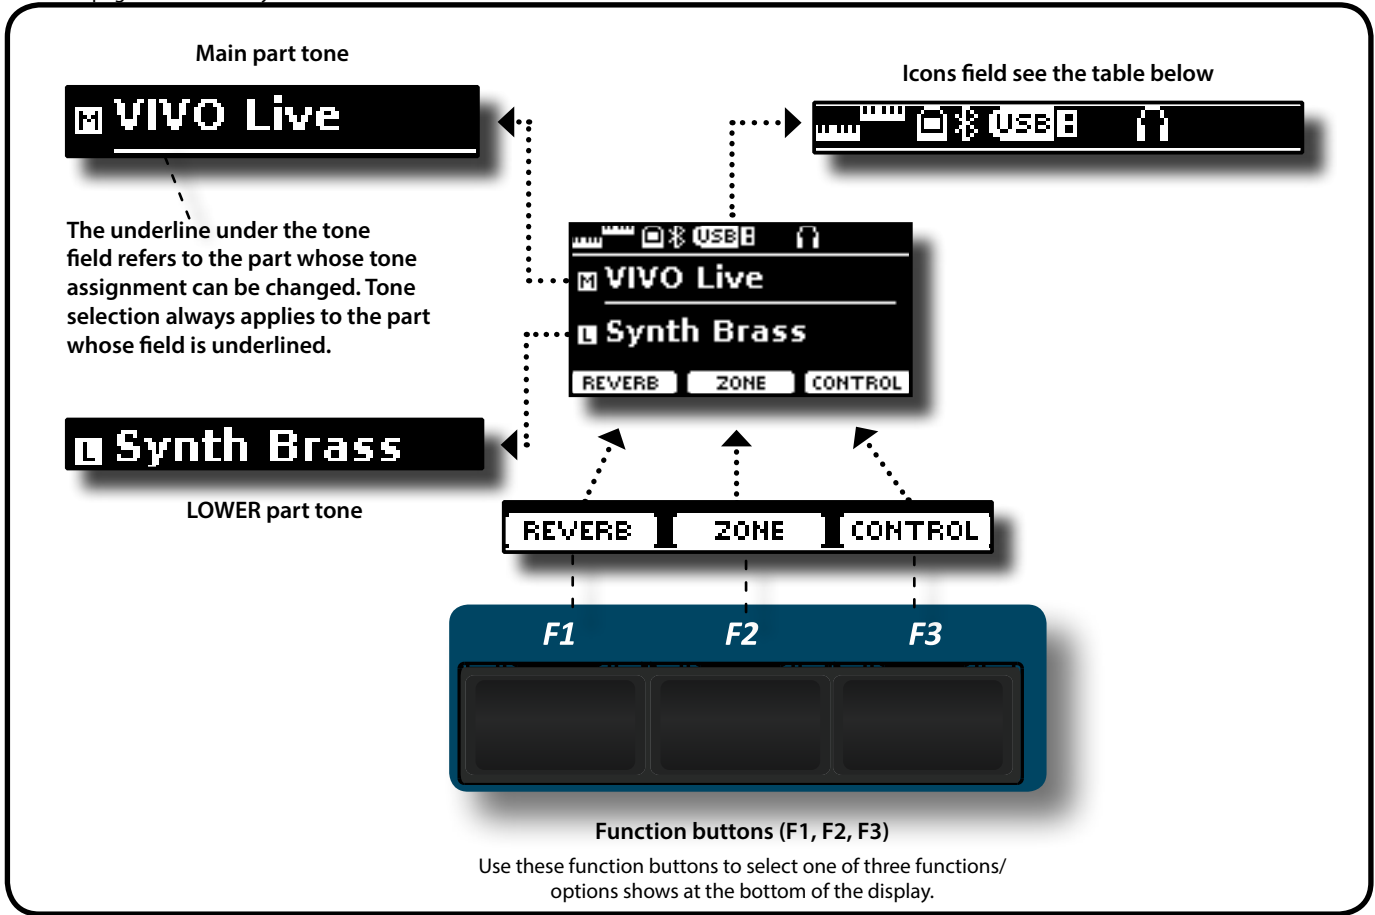 Main part tone
M VIVO Live
The underline under the tone
field refers to the part whose tone
assignment can be changed. Tone
selection always applies to the part
whose field is underlined.
L Synth Brass
LOWER part tone
Icons field see the table below
USB
USB
M VIVO Live
L Synth Brass
REVERB ZONE CONTROL
REVERB ZONE CONTROL
F1 F2 F3
Function buttons (F1, F2, F3)
Use these function buttons to select one of three functions/
options shows at the bottom of the display.